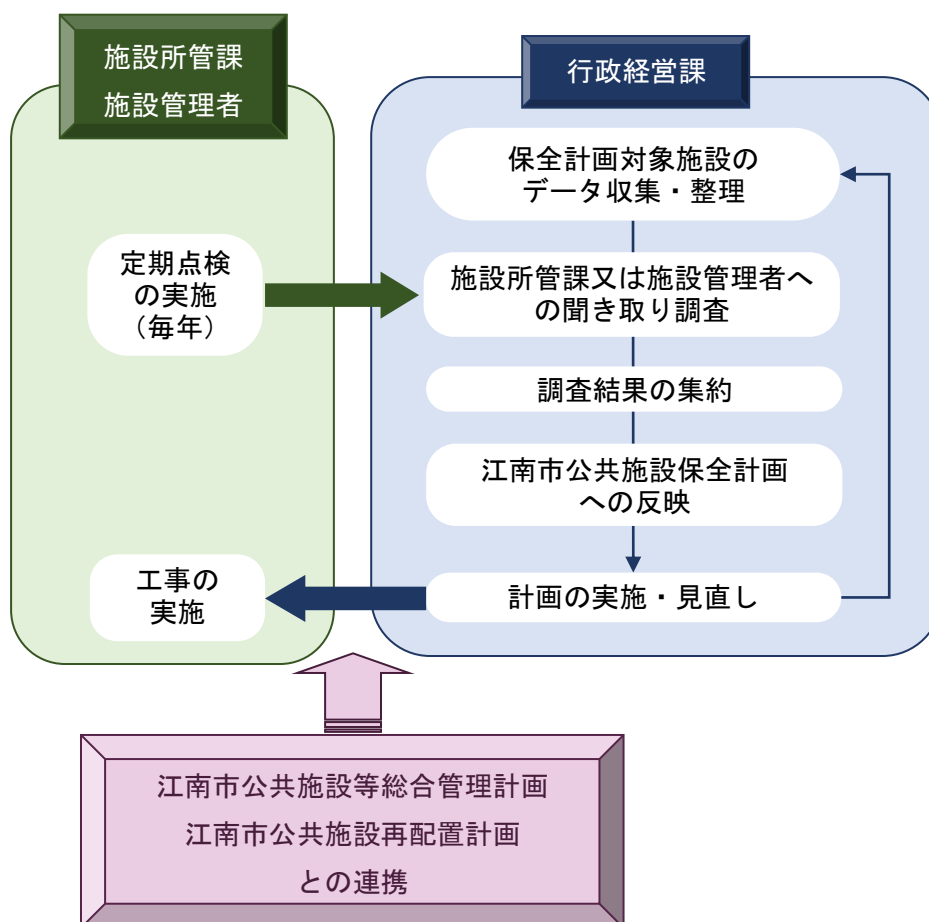 施設所管課
施設管理者
行政経営課
保全計画対象施設の
データ収集・整理
定期点検
の実施
（毎年）
施設所管課又は施設管理者へ
の聞き取り調査
調査結果の集約
江南市公共施設保全計画
への反映
工事の
実施
計画の実施・見直し
江南市公共施設等総合管理計画
江南市公共施設再配置計画
との連携